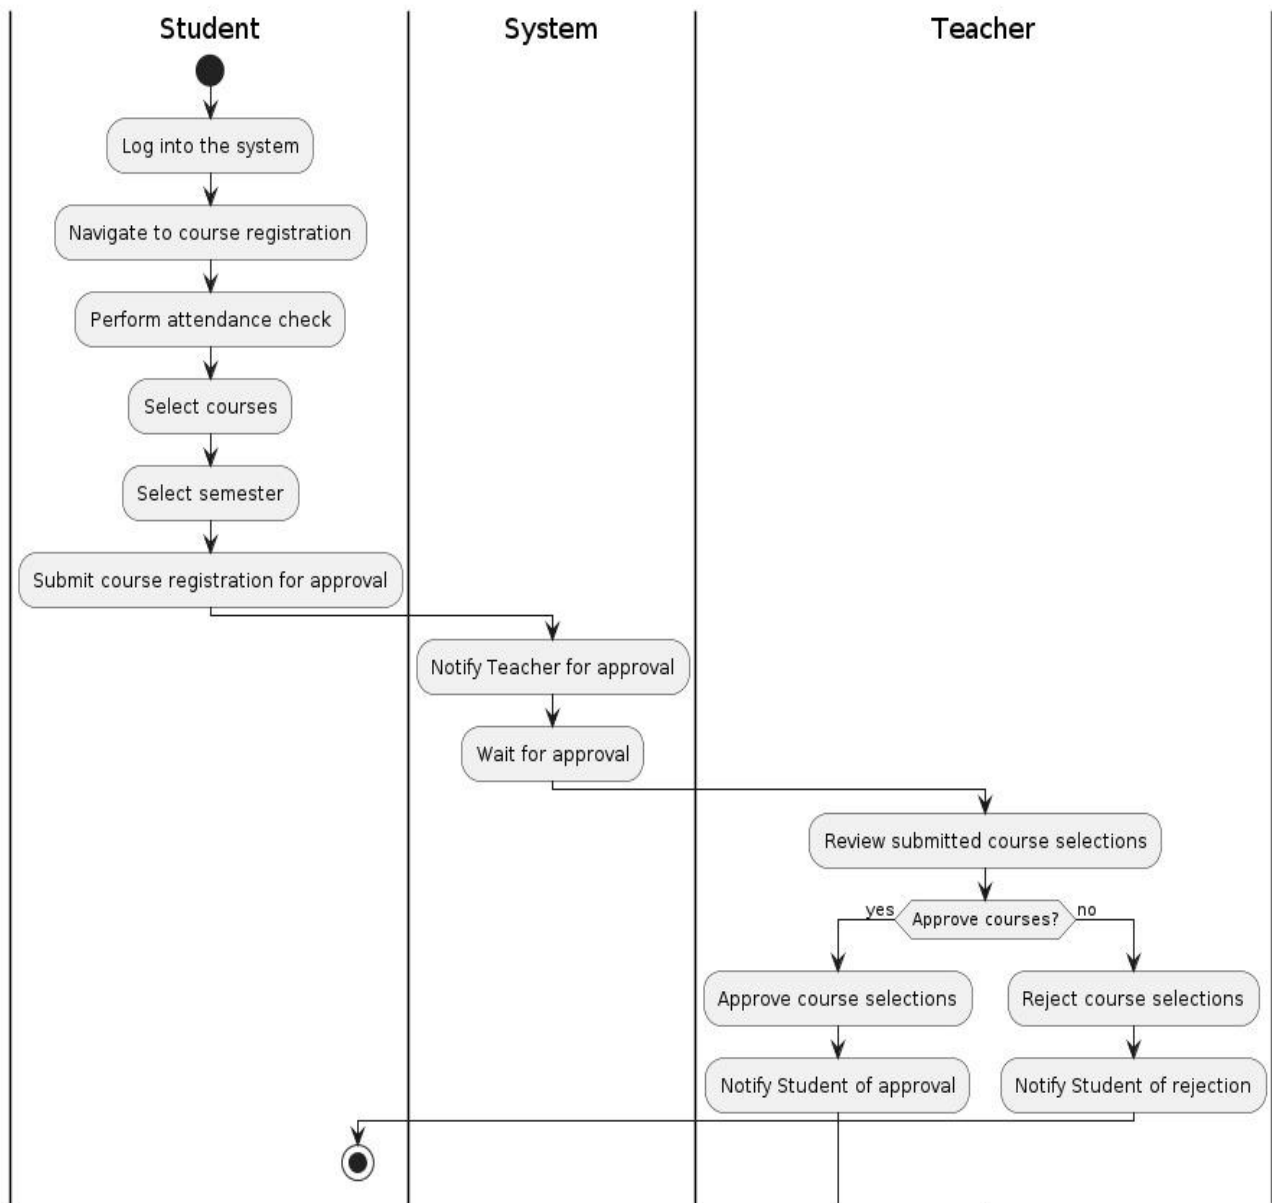 Student
System
Teacher
Log into the system
Navigate to course registration
Perform attendance check
Select courses
Select semester
Submit course registration for approval
Notify Teacher for approval
Wait for approval
Review submitted course selections
yes
Approve courses?
no
Approve course selections
Reject course selections
Notify Student of approval
Notify Student of rejection